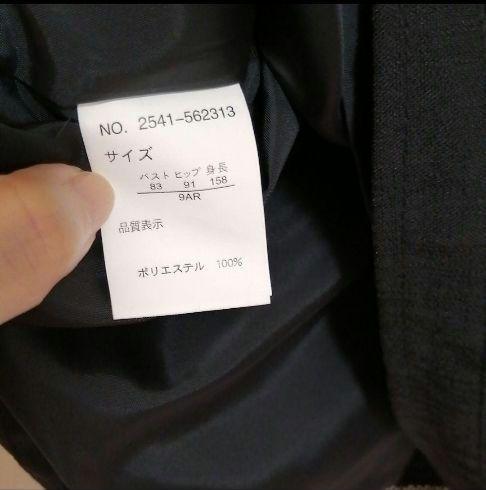 NO. 2541-562313
サイズ
バスト ヒップ 身長
83 91 158
9AR
品質表示
ポリエステル 100%